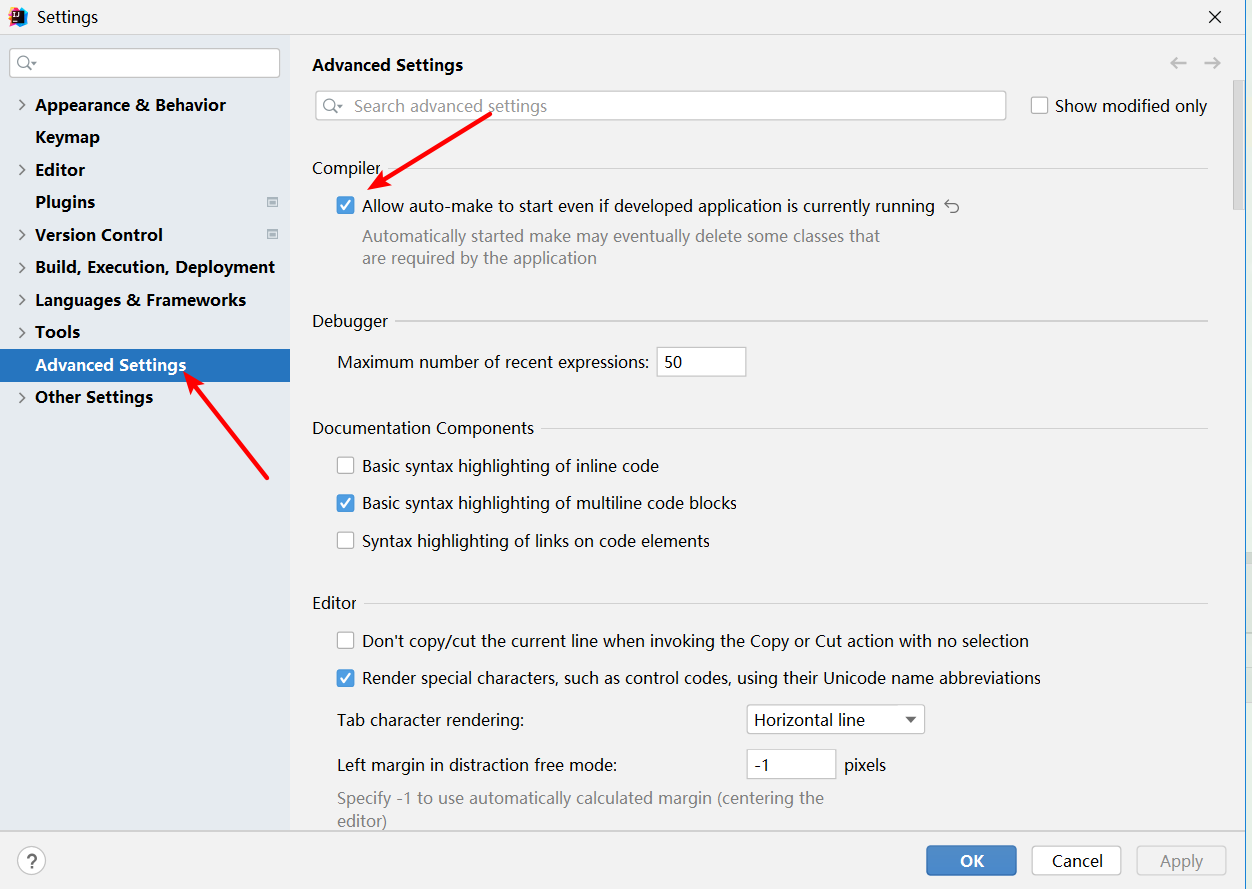 Settings
Advanced Settings
Search advanced settings
Show modified only
Appearance & Behavior
Keymap
Editor
Plugins
Version Control
Build, Execution, Deployment
Languages & Frameworks
Tools
Advanced Settings
Other Settings
Compiler
Allow auto-make to start even if developed application is currently running
Automatically started make may eventually delete some classes that
are required by the application
Debugger
Maximum number of recent expressions: 50
Documentation Components
Basic syntax highlighting of inline code
Basic syntax highlighting of multiline code blocks
Syntax highlighting of links on code elements
Editor
Don't copy/cut the current line when invoking the Copy or Cut action with no selection
Render special characters, such as control codes, using their Unicode name abbreviations
Tab character rendering: Horizontal line
Left margin in distraction free mode: -1 pixels
Specify -1 to use automatically calculated margin (centering the
editor)
? OK Cancel Apply